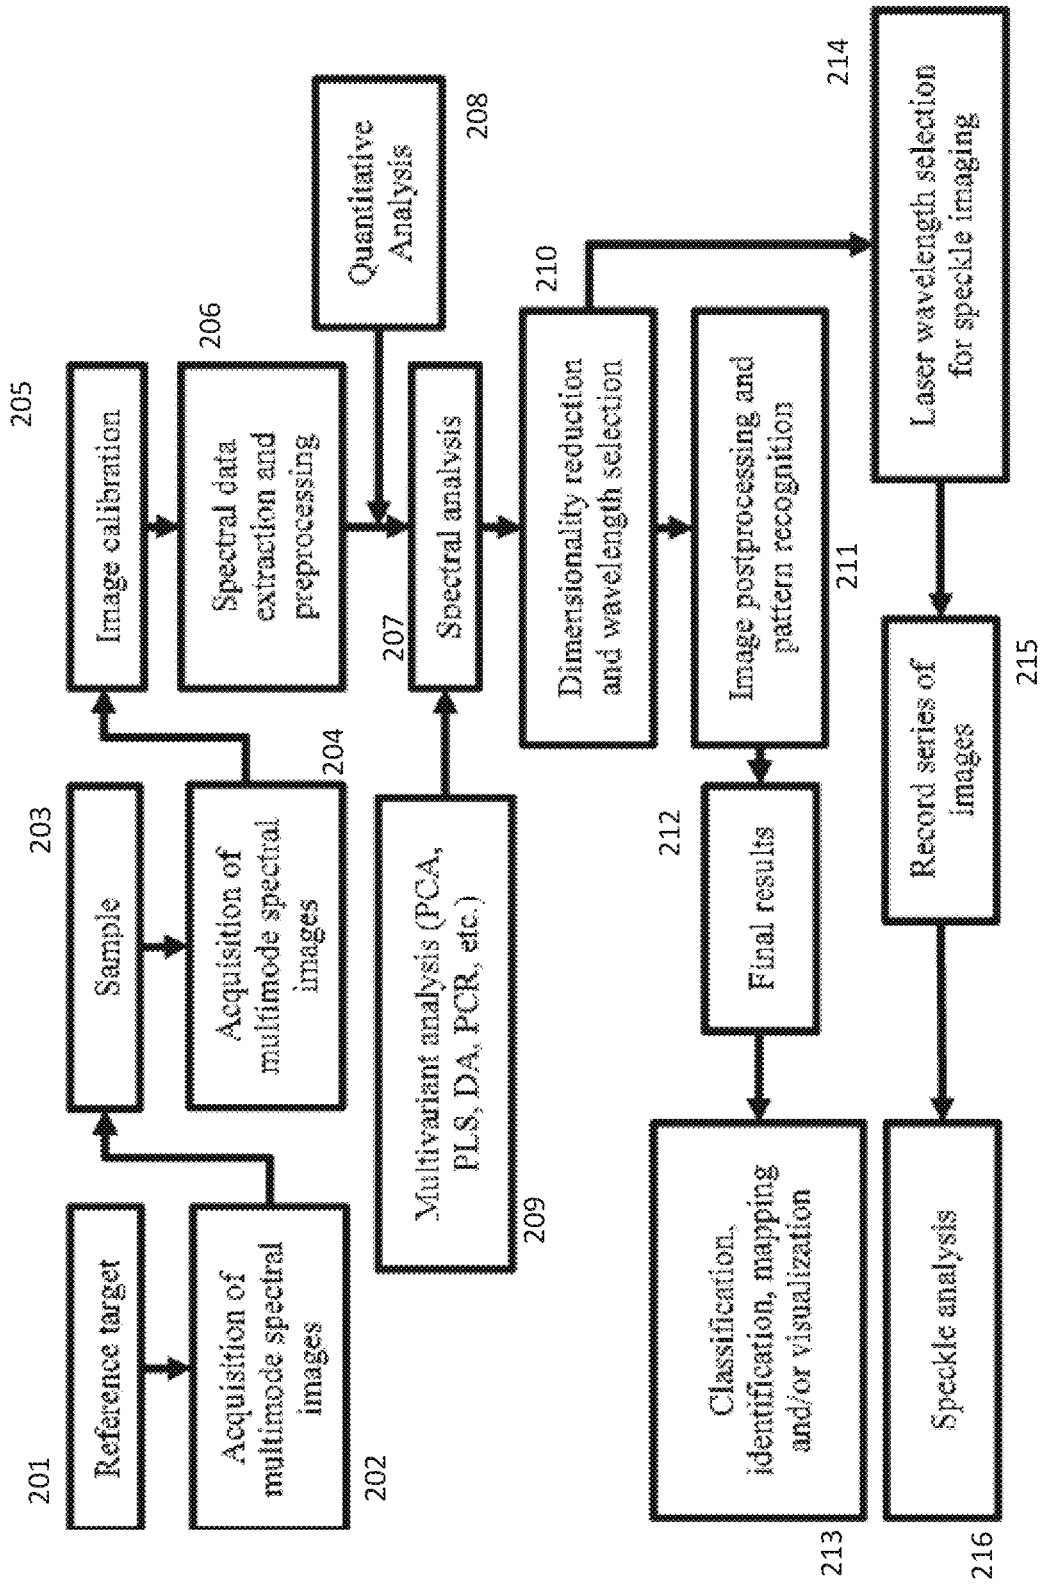 201
Reference target
Acquisition of
multimode spectral
images
202
203
Sample
Acquisition of
multimode spectral
images
204
205
Image calibration
206
Spectral data
extraction and
preprocessing
207
Spectral analysis
Quantitative
Analysis
208
Multivariant analysis (PCA,
PLS, DA, PCR, etc.)
209
210
Dimensionality reduction
and wavelength selection
Image postprocessing and
pattern recognition
211
212
Final results
Classification,
identification, mapping
and/or visualization
213
214
Laser wavelength selection
for speckle imaging
Record series of
images
215
Speckle analysis
216